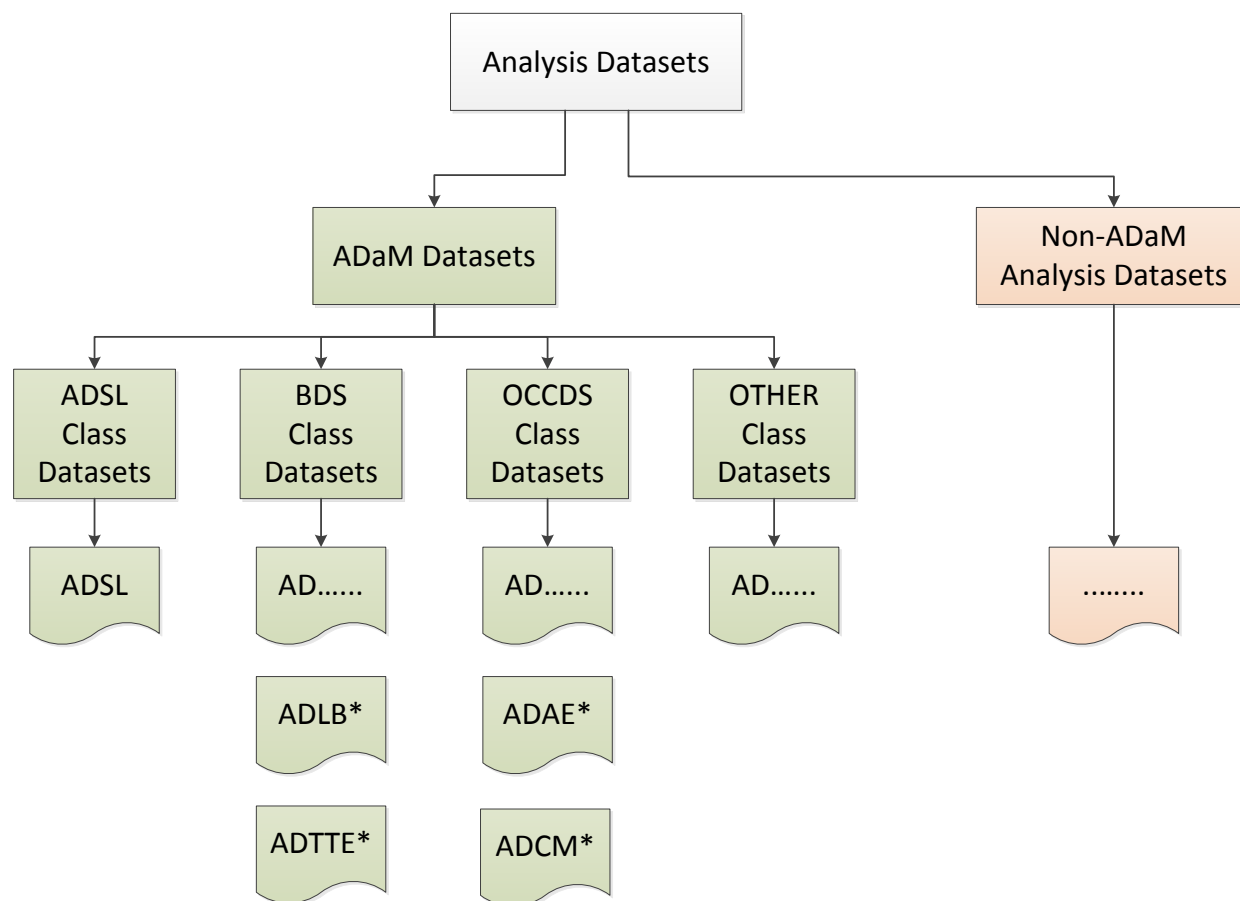 Analysis Datasets
ADaM Datasets
Non-ADaM
Analysis Datasets
ADSL
Class
Datasets
BDS
Class
Datasets
OCCDS
Class
Datasets
OTHER
Class
Datasets
ADSL
AD…...
AD…...
AD…...
……...
ADLB*
ADAE*
ADTTE*
ADCM*